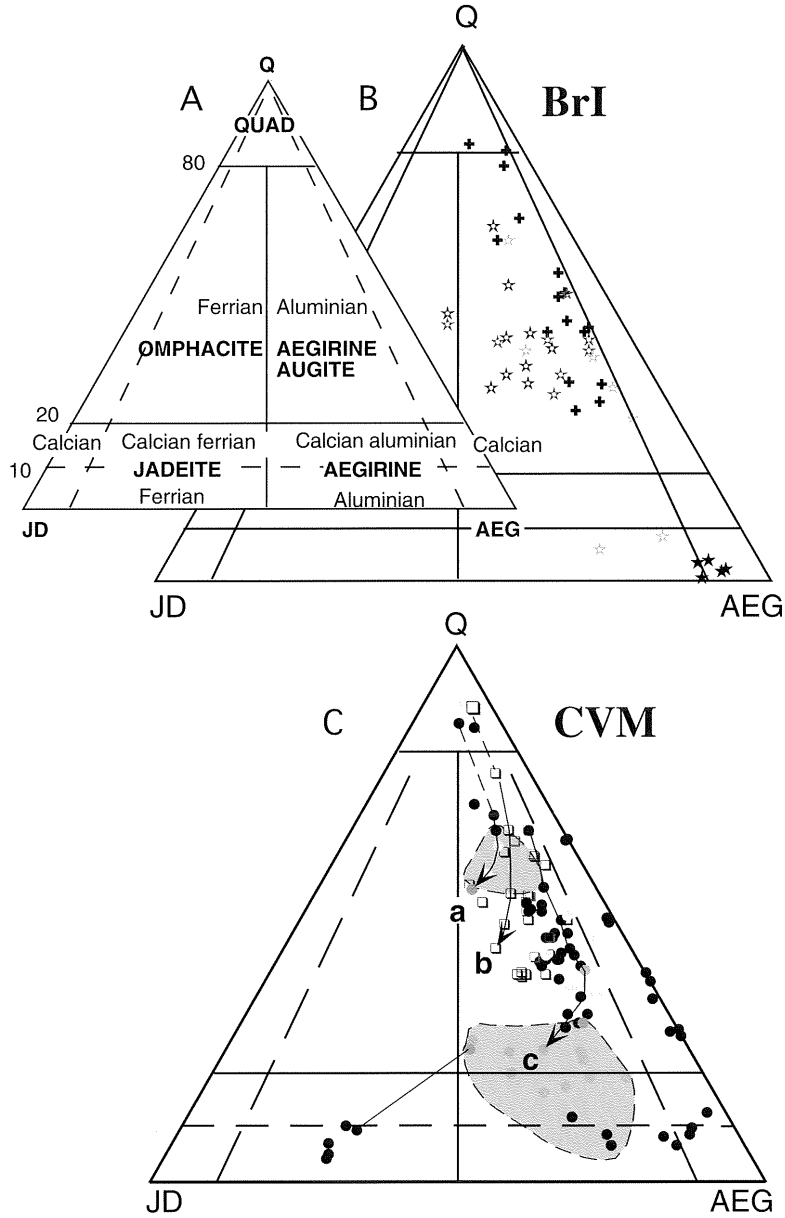 Q
Q
A
B
BrI
QUAD
80
Ferrian Aluminian
OMPHACITE AEGIRINE
AUGITE
20
Calcian Calcian ferrian Calcian aluminian Calcian
10 JADEITE AEGIRINE
Ferrian Aluminian
JD AEG
JD AEG
Q
C
CVM
a
b
c
JD AEG